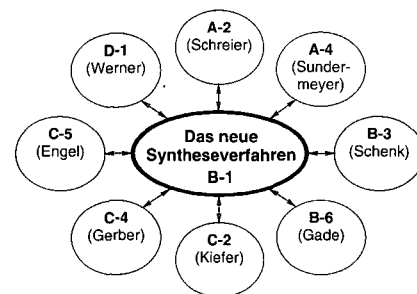 A-2
(Schreier)
D-1
(Werner)
A-4
(Sunder-
meyer)
C-5
(Engel)
Das neue
Syntheseverfahren
B-1
B-3
(Schenk)
C-4
(Gerber)
C-2
(Kiefer)
B-6
(Gade)